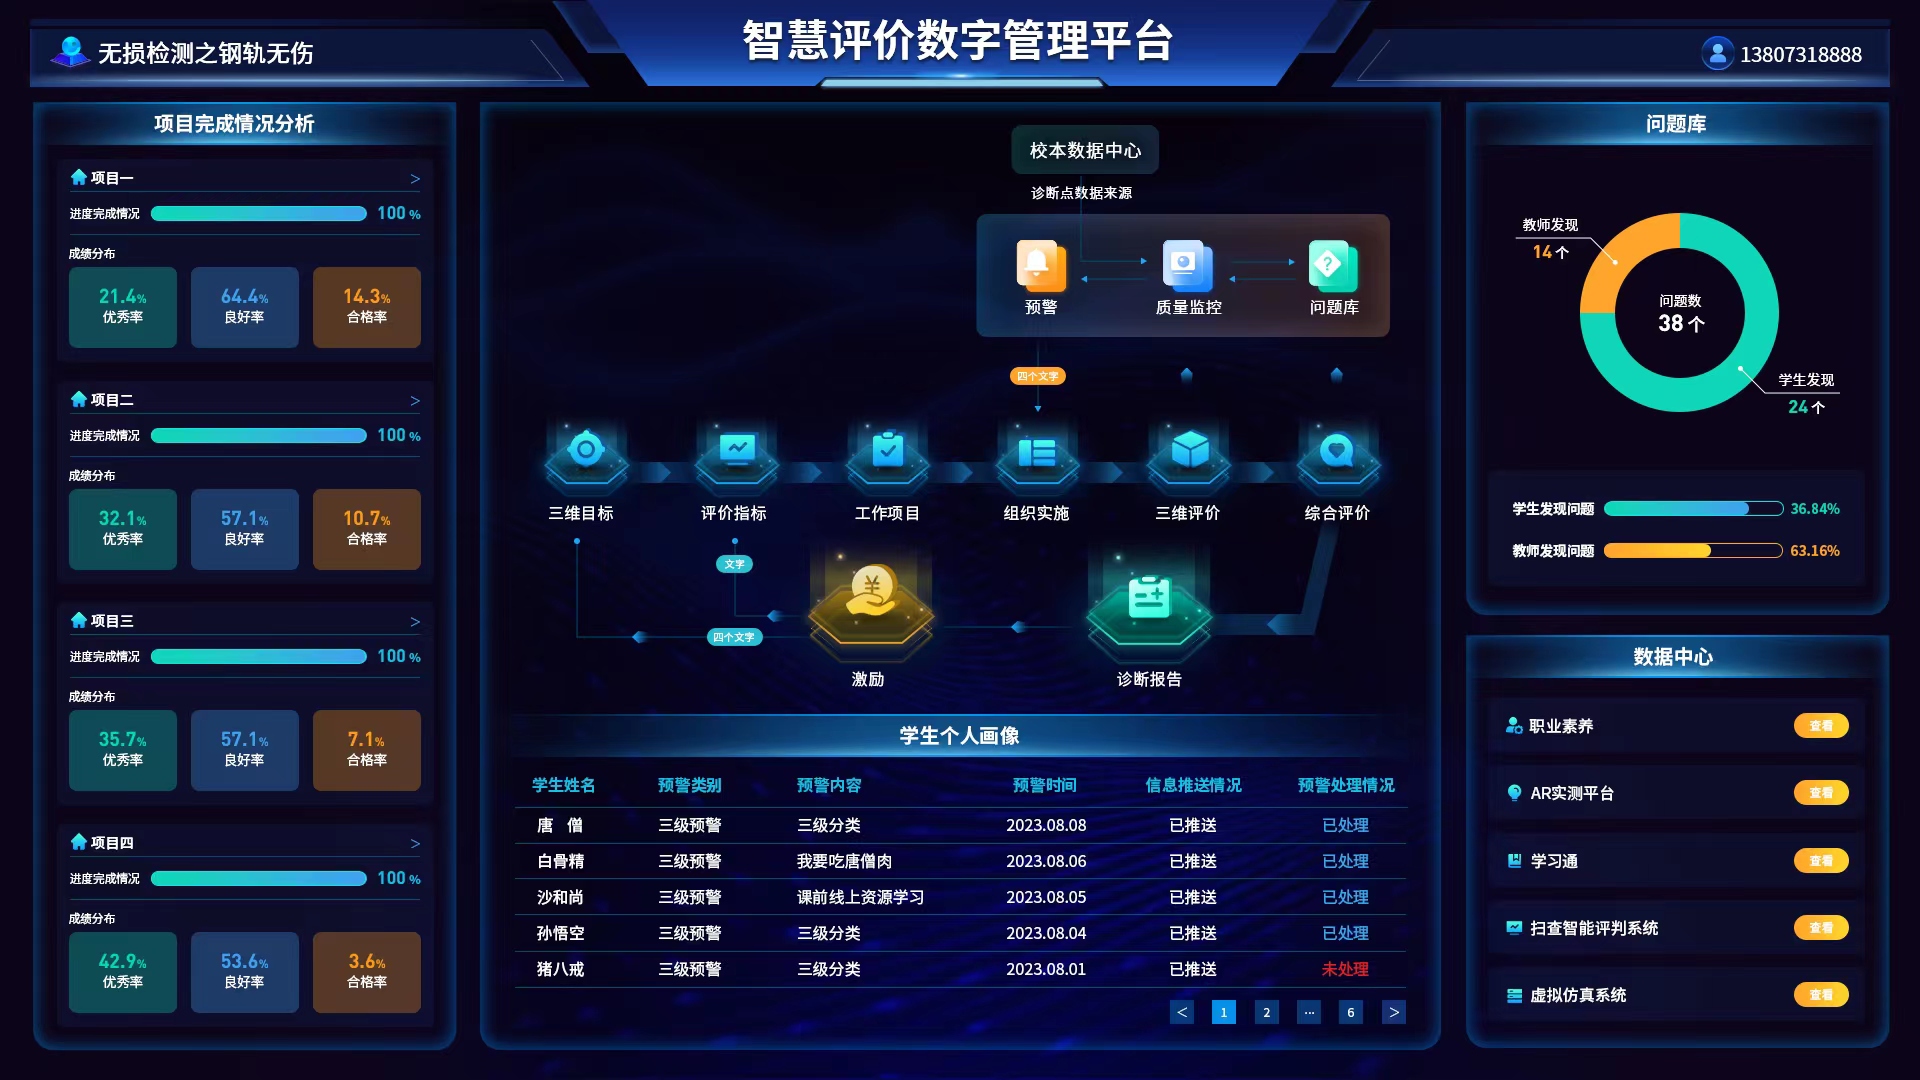 智慧评价数字管理平台
无损检测之钢轨无伤
13807318888
项目完成情况分析
项目一 >
进度完成情况 100 %
成绩分布
21.4% 64.4% 14.3%
优秀率 良好率 合格率
项目二 >
进度完成情况 100 %
成绩分布
32.1% 57.1% 10.7%
优秀率 良好率 合格率
项目三 >
进度完成情况 100 %
成绩分布
35.7% 57.1% 7.1%
优秀率 良好率 合格率
项目四 >
进度完成情况 100 %
成绩分布
42.9% 53.6% 3.6%
优秀率 良好率 合格率
校本数据中心
诊断点数据来源
预警 质量监控 问题库
四个文字
三维目标 评价指标 工作项目 组织实施 三维评价 综合评价
文字
四个文字
激励 诊断报告
学生个人画像
学生姓名 预警类别 预警内容 预警时间 信息推送情况 预警处理情况
唐 僧 三级预警 三级分类 2023.08.08 已推送 已处理
白骨精 三级预警 我要吃唐僧肉 2023.08.06 已推送 已处理
沙和尚 三级预警 课前线上资源学习 2023.08.05 已推送 已处理
孙悟空 三级预警 三级分类 2023.08.04 已推送 已处理
猪八戒 三级预警 三级分类 2023.08.01 已推送 未处理
< 1 2 ... 6 >
问题库
教师发现
14 个
问题数
38 个
学生发现
24 个
学生发现问题 36.84%
教师发现问题 63.16%
数据中心
职业素养 查看
AR实测平台 查看
学习通 查看
扫查智能评判系统 查看
虚拟仿真系统 查看